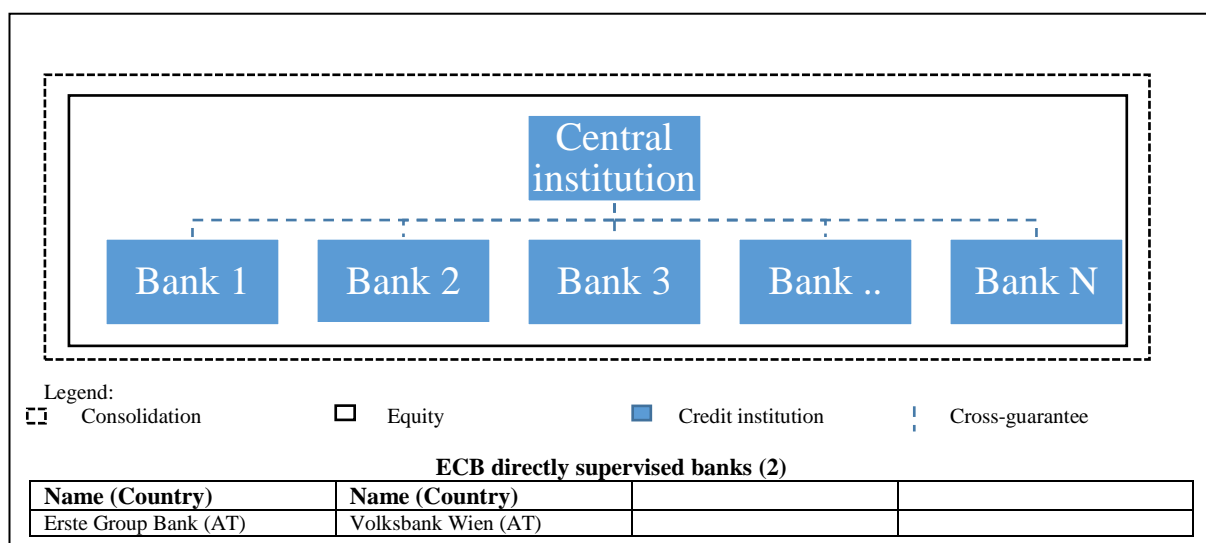 Central
institution
Bank 1 Bank 2 Bank 3 Bank .. Bank N
Legend:
Consolidation Equity Credit institution Cross-guarantee
ECB directly supervised banks (2)
Name (Country) Name (Country)
Erste Group Bank (AT) Volksbank Wien (AT)